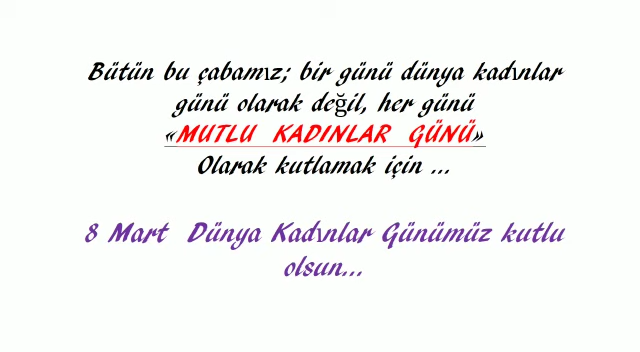 Bütün bu çabamız; bir günü dünya kadınlar
günü olarak değil, her günü
«MUTLU KADINLAR GÜNÜ»
Olarak kutlamak için ...
8 Mart Dünya Kadınlar Günümüz kutlu
olsun...